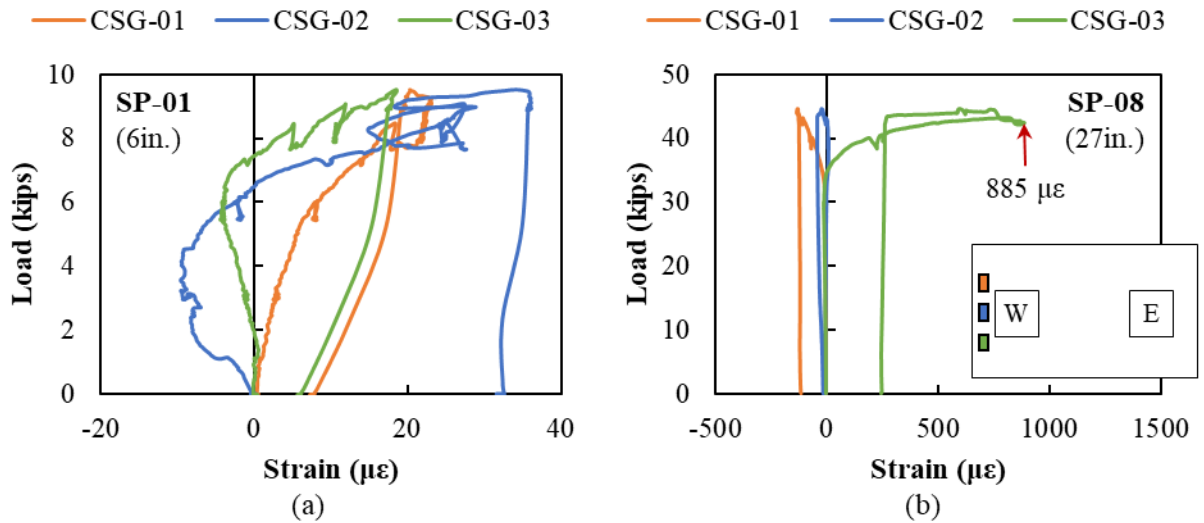 CSG-01 CSG-02 CSG-03
CSG-01 CSG-02 CSG-03
SP-01
(6in.)
Load (kips)
10
8
6
4
2
0
-20 0 20 40
Strain (με)
(a)
SP-08
(27in.)
885 με
W E
Load (kips)
50
40
30
20
10
0
-500 0 500 1000 1500
Strain (με)
(b)